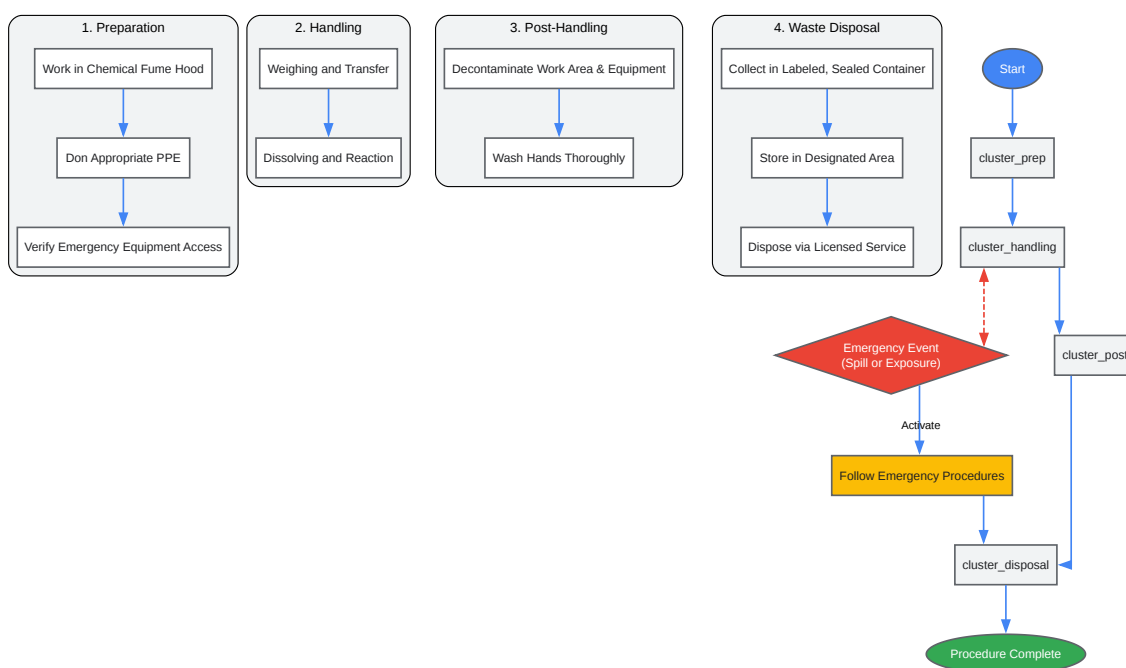 1. Preparation
Work in Chemical Fume Hood
Don Appropriate PPE
Verify Emergency Equipment Access
2. Handling
Weighing and Transfer
Dissolving and Reaction
3. Post-Handling
Decontaminate Work Area & Equipment
Wash Hands Thoroughly
4. Waste Disposal
Collect in Labeled, Sealed Container
Store in Designated Area
Dispose via Licensed Service
Start
cluster_prep
cluster_handling
Emergency Event
(Spill or Exposure)
cluster_post
Activate
Follow Emergency Procedures
cluster_disposal
Procedure Complete